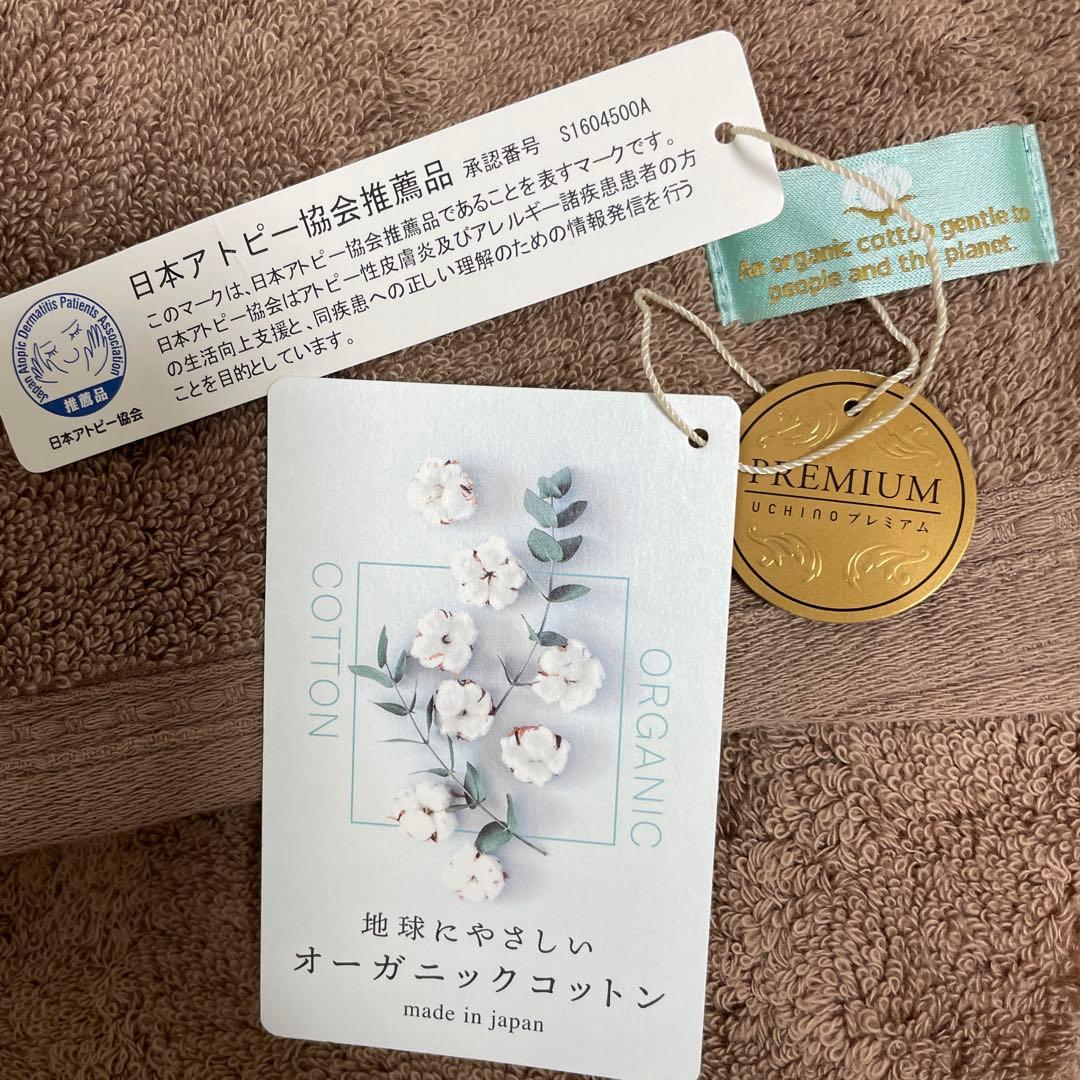 日本アトピー協会推薦品 承認番号 S1604500A
このマークは、日本アトピー協会推薦品であることを表すマークです。
日本アトピー協会はアトピー性皮膚炎及びアレルギー諸疾患患者の方
の生活向上支援と、同疾患への正しい理解のための情報発信を行う
ことを目的としています。
Japan Atopic Dermatitis Patients Association
推薦品
日本アトピー協会
An organic cotton gentle to
people and the planet.
PREMIUM
UCHINO プレミアム
COTTON
ORGANIC
地球にやさしい
オーガニックコットン
made in japan